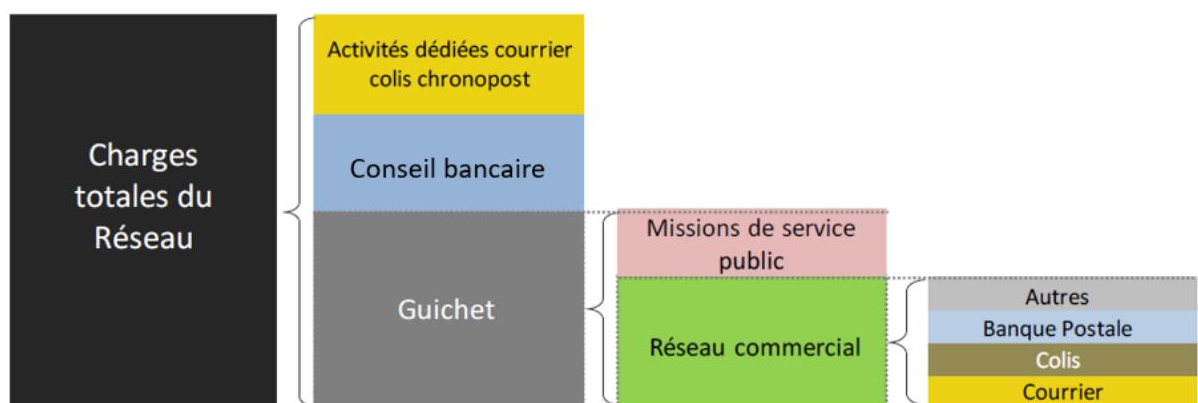 Charges
totales du
Réseau
Activités dédiées courrier
colis chronopost
Conseil bancaire
Guichet
Missions de service
public
Réseau commercial
Autres
Banque Postale
Colis
Courrier